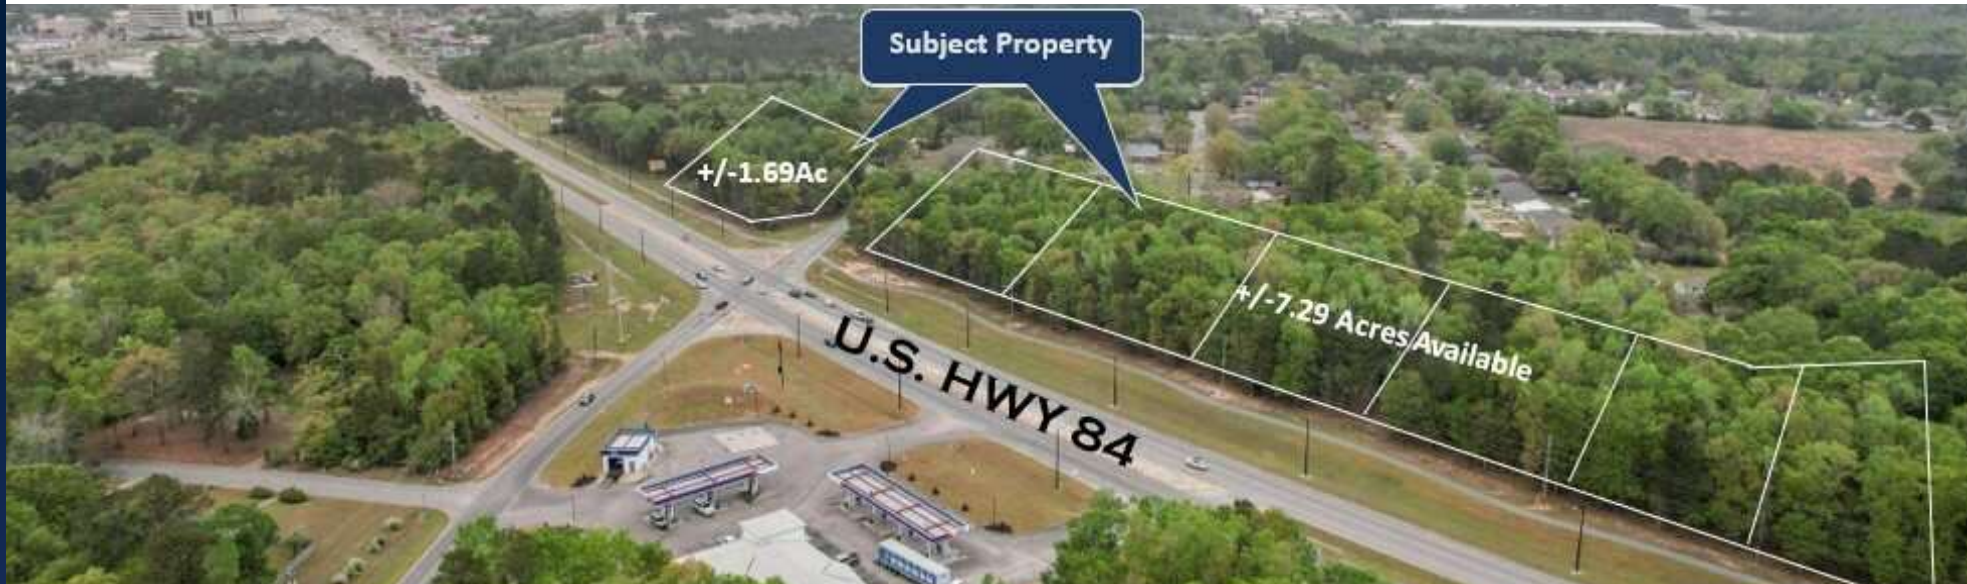 Subject Property
+/-1.69Ac
+/-7.29 Acres Available
U.S. HWY 84